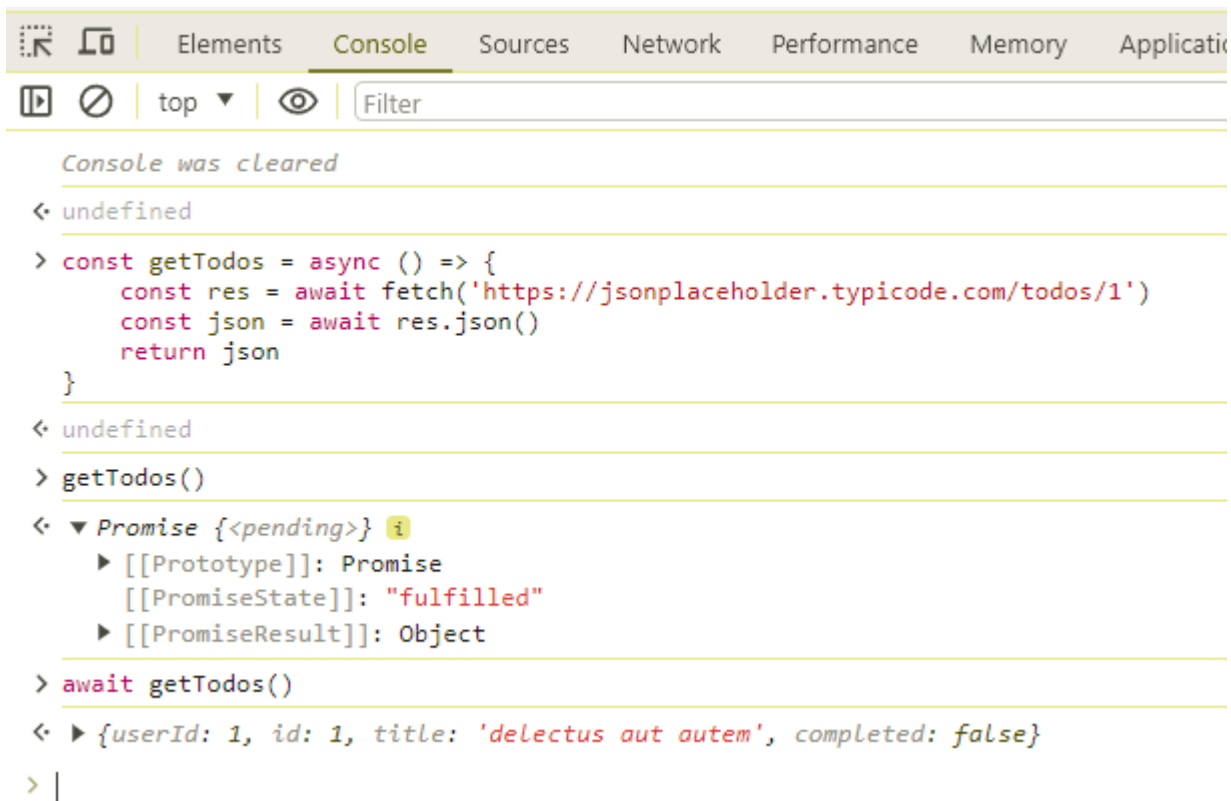 Elements Console Sources Network Performance Memory Applicatio
top ▼ Filter
Console was cleared
undefined
> const getTodos = async () => {
    const res = await fetch('https://jsonplaceholder.typicode.com/todos/1')
    const json = await res.json()
    return json
}
undefined
> getTodos()
▼ Promise {<pending>} i
▶ [[Prototype]]: Promise
[[PromiseState]]: "fulfilled"
▶ [[PromiseResult]]: Object
> await getTodos()
▶ {userId: 1, id: 1, title: 'delectus aut autem', completed: false}
>